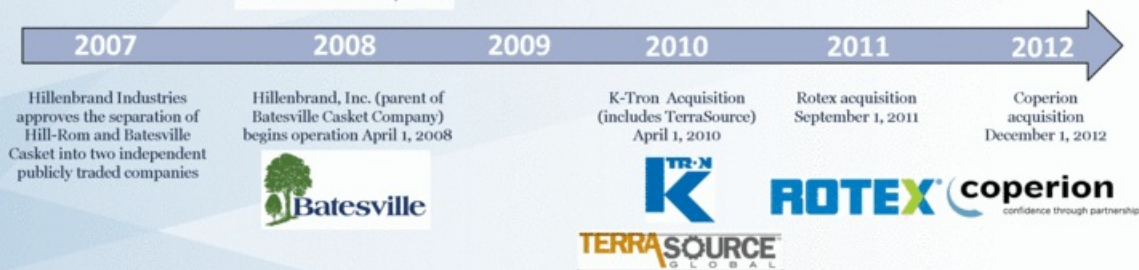 2007 2008 2009 2010 2011 2012
Hillenbrand Industries
approves the separation of
Hill-Rom and Batesville
Casket into two independent
publicly traded companies
Hillenbrand, Inc. (parent of
Batesville Casket Company)
begins operation April 1, 2008
Batesville
K-Tron Acquisition
(includes TerraSource)
April 1, 2010
K-TRON
TERRASOURCE
GLOBAL
Rotex acquisition
September 1, 2011
ROTEX
Coperion
acquisition
December 1, 2012
coperion
confidence through partnership